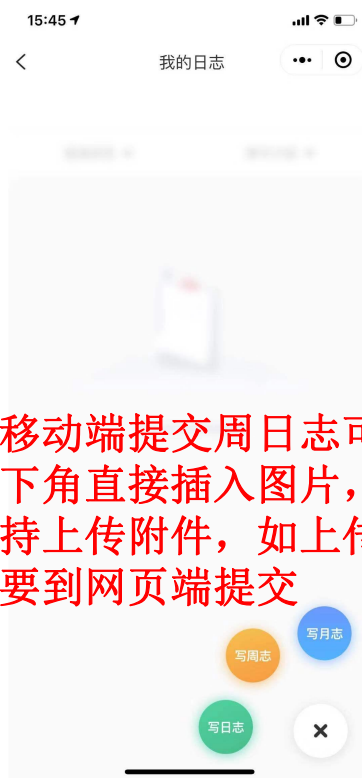 15:45
我的日志
移动端提交周日志可
下角直接插入图片，
持上传附件，如上传
要到网页端提交
写月志
写周志
写日志